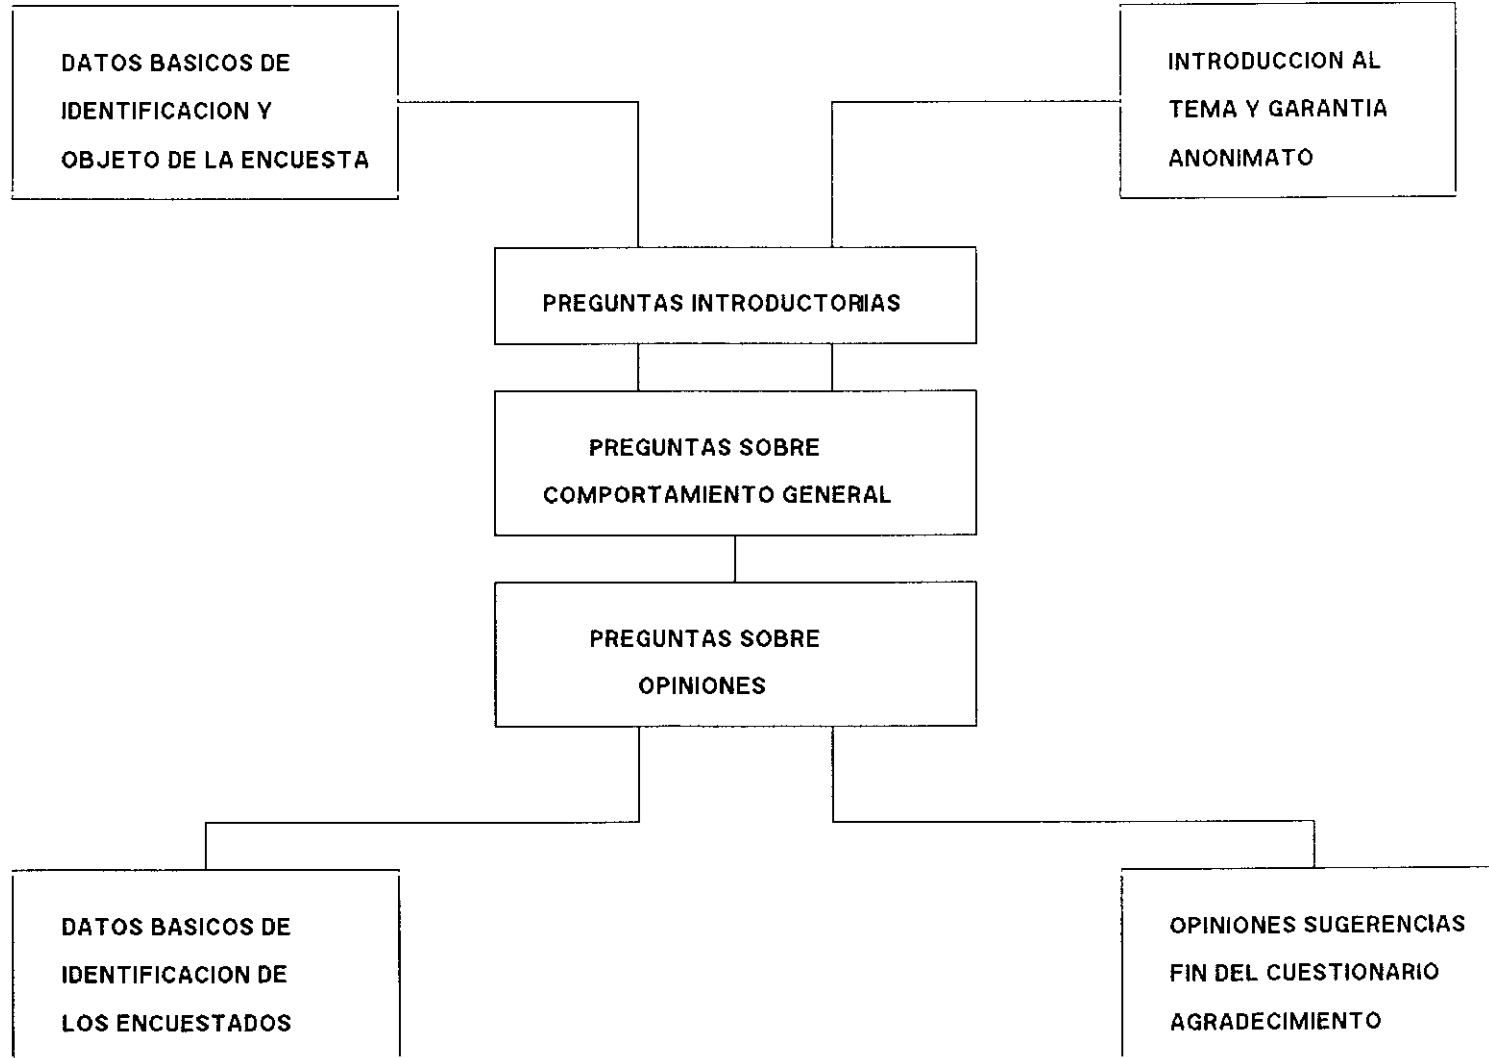 DATOS BASICOS DE
IDENTIFICACION Y
OBJETO DE LA ENCUESTA
INTRODUCCION AL
TEMA Y GARANTIA
ANONIMATO
PREGUNTAS INTRODUCTORIAS
PREGUNTAS SOBRE
COMPORTAMIENTO GENERAL
PREGUNTAS SOBRE
OPINIONES
DATOS BASICOS DE
IDENTIFICACION DE
LOS ENCUESTADOS
OPINIONES SUGERENCIAS
FIN DEL CUESTIONARIO
AGRADECIMIENTO